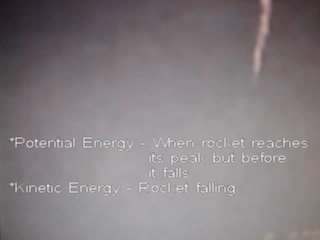 *Potential Energy - When rocket reaches
its peak but before
it falls
*Kinetic Energy - Rocket falling